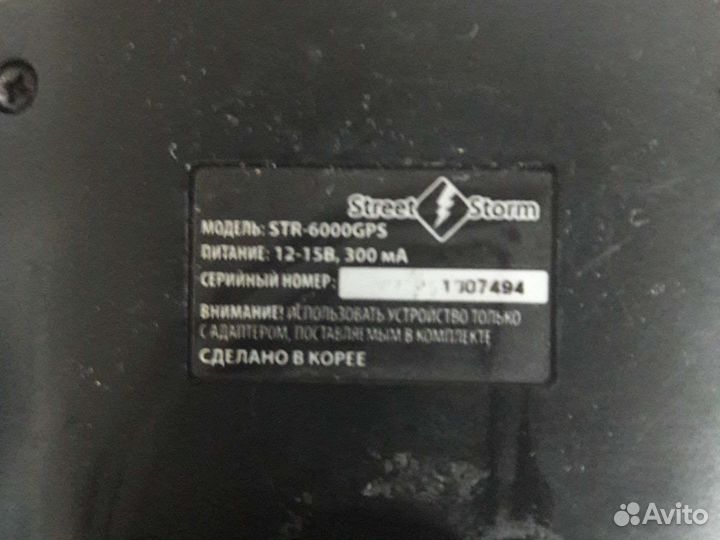 Street Storm
МОДЕЛЬ: STR-6000GPS
ПИТАНИЕ: 12-15В, 300 мА
СЕРИЙНЫЙ НОМЕР: 1307494
ВНИМАНИЕ! ИСПОЛЬЗОВАТЬ УСТРОЙСТВО ТОЛЬКО
С АДАПТЕРОМ, ПОСТАВЛЯЕМЫМ В КОМПЛЕКТЕ
СДЕЛАНО В КОРЕЕ
Avito